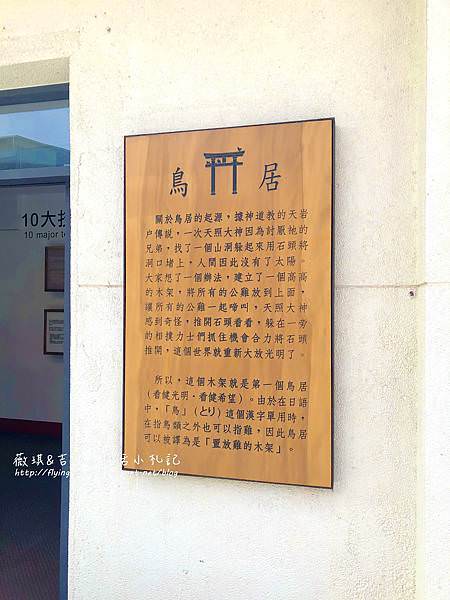 10大
10 major
鳥 居
關於鳥居的起源，據神道教的天岩
戶傳說，一次天照大神因為討厭祂的
兄弟，找了一個山洞躲起來用石頭將
洞口堵上，人間因此沒有了太陽。
大家想了一個辦法，建立了一個高高
的木架，將所有的公雞放到上面，
讓所有的公雞一起啼叫，天照大神
感到奇怪，推開石頭看看，躲在一旁
的相撲力士們抓住機會合力將石頭
推開，這個世界就重新大放光明了。
所以，這個木架就是第一個鳥居
（看健光明‧看健希望）。由於在日語
中，「鳥」（とり）這個漢字單用時，
在指鳥類之外也可以指雞，因此鳥居
可以被譯為是「置放雞的木架」。
薇琪&吉
小札記
http://flying
.net/blog